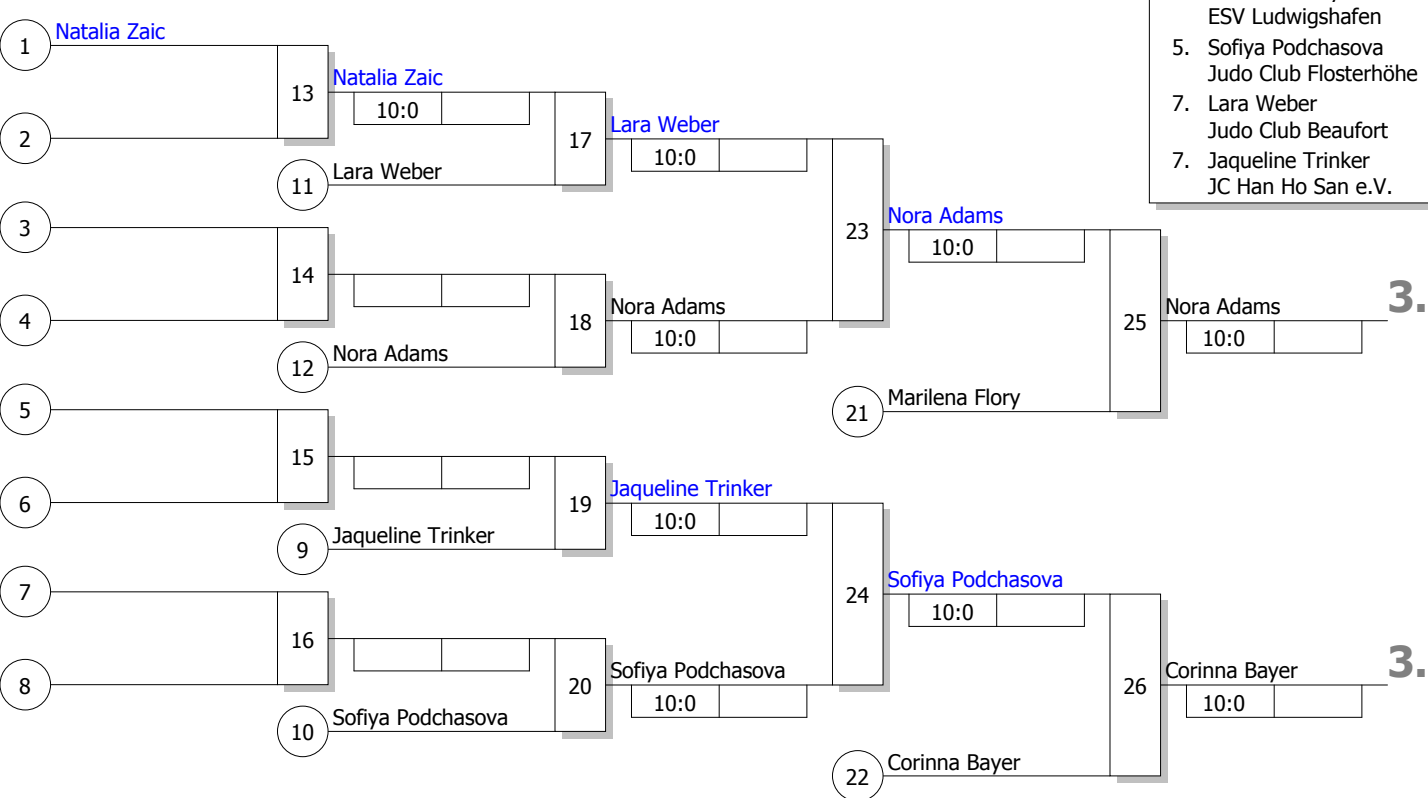 ESV Ludwigshafen
5. Sofiya Podchasova
Judo Club Flosterhöhe
7. Lara Weber
Judo Club Beaufort
7. Jaqueline Trinker
JC Han Ho San e.V.
1 Natalia Zaic
13 Natalia Zaic
10:0
2
17 Lara Weber
10:0
11 Lara Weber
3
23 Nora Adams
10:0
14
4
18 Nora Adams
10:0
25 Nora Adams 3.
10:0
12 Nora Adams
5
21 Marilena Flory
15
6
19 Jaqueline Trinker
10:0
9 Jaqueline Trinker
7
24 Sofiya Podchasova
10:0
16
8
20 Sofiya Podchasova
10:0
26 Corinna Bayer 3.
10:0
10 Sofiya Podchasova
22 Corinna Bayer